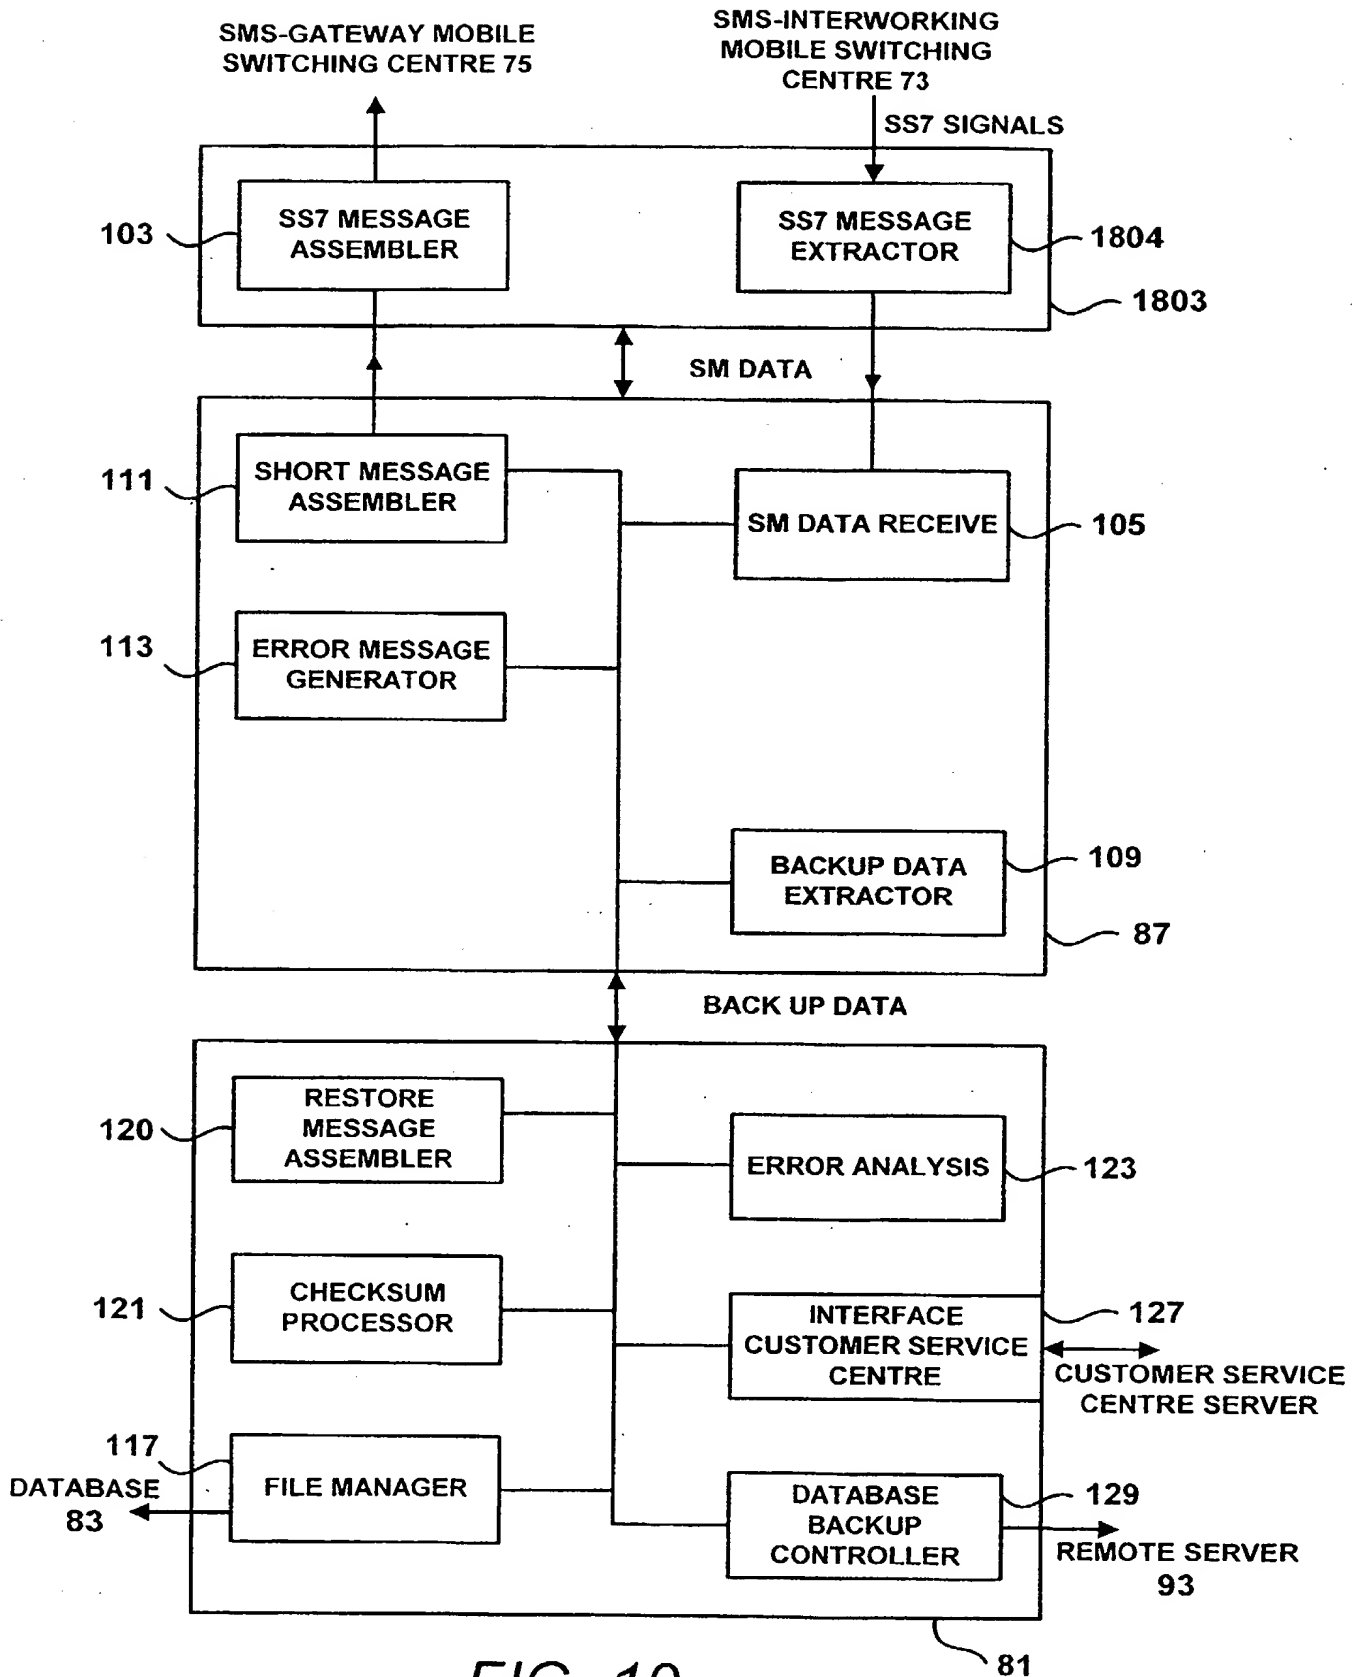 SMS-GATEWAY MOBILE
SWITCHING CENTRE 75
SMS-INTERWORKING
MOBILE SWITCHING
CENTRE 73
SS7 SIGNALS
103
SS7 MESSAGE
ASSEMBLER
SS7 MESSAGE
EXTRACTOR
1804
1803
SM DATA
111
SHORT MESSAGE
ASSEMBLER
SM DATA RECEIVE
105
113
ERROR MESSAGE
GENERATOR
BACKUP DATA
EXTRACTOR
109
87
BACK UP DATA
120
RESTORE
MESSAGE
ASSEMBLER
ERROR ANALYSIS
123
121
CHECKSUM
PROCESSOR
INTERFACE
CUSTOMER SERVICE
CENTRE
127
CUSTOMER SERVICE
CENTRE SERVER
117
FILE MANAGER
DATABASE
83
DATABASE
BACKUP
CONTROLLER
129
REMOTE SERVER
93
81